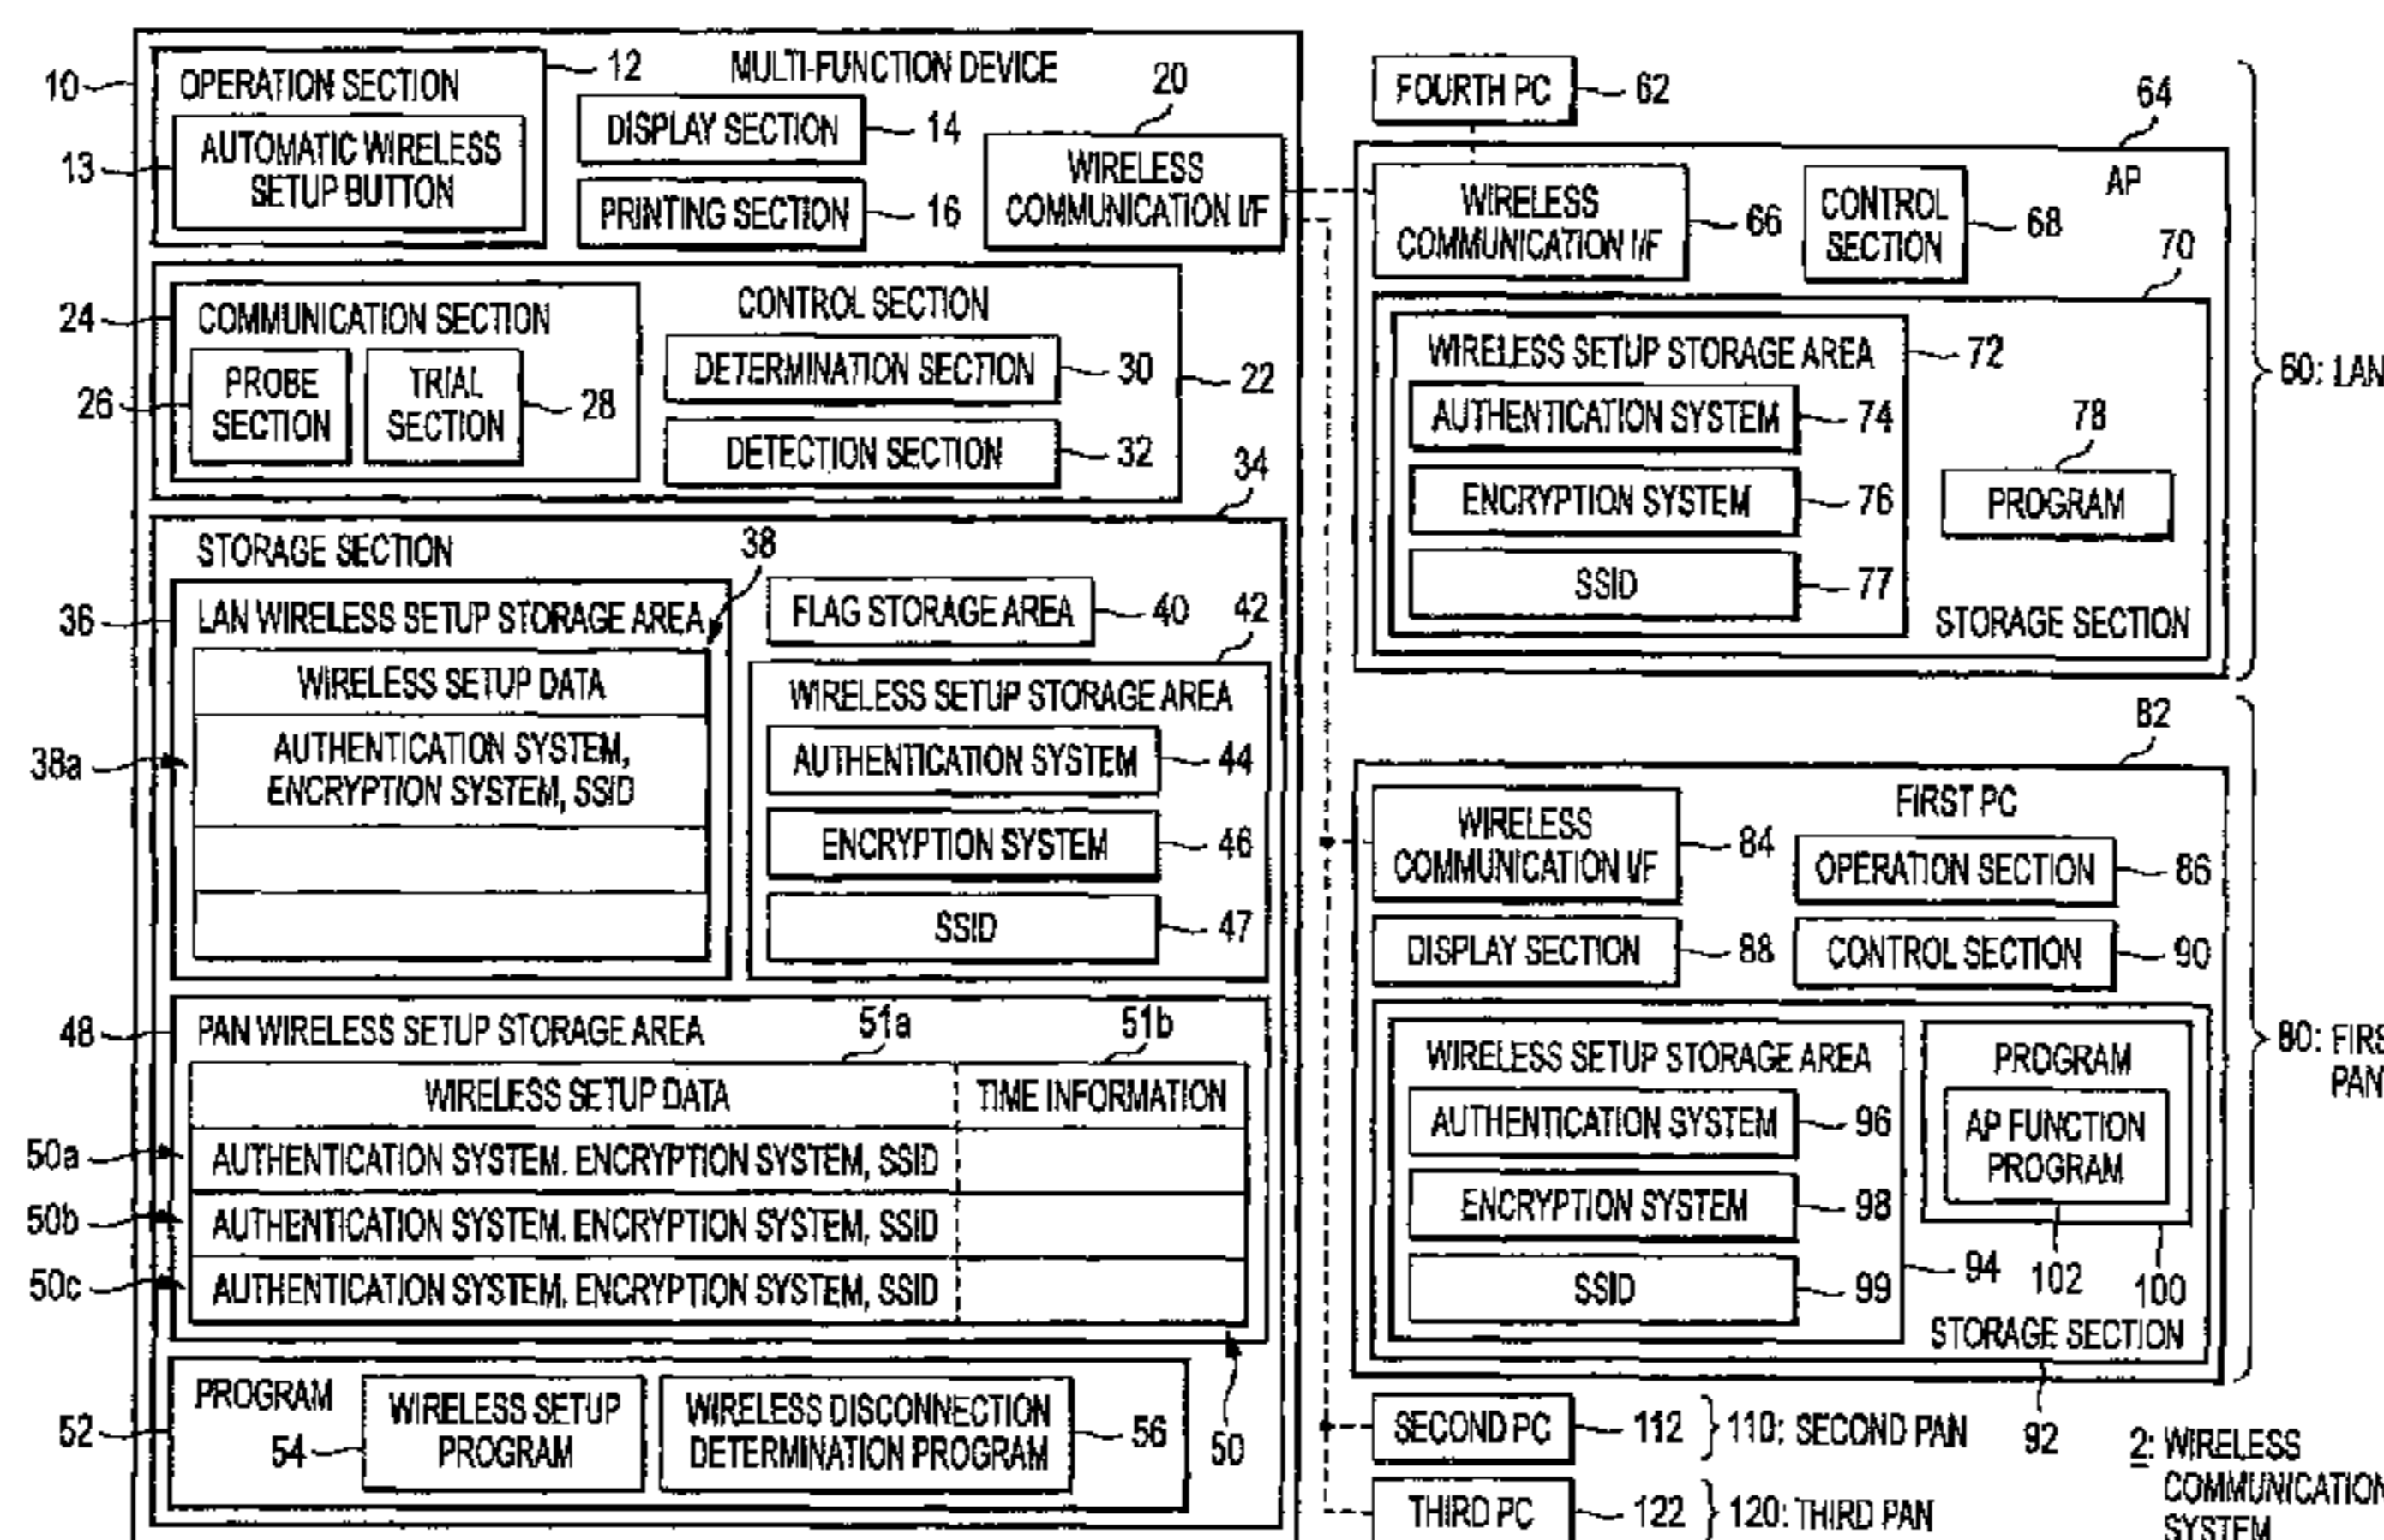 MULTI-FUNCTION DEVICE
10
OPERATION SECTION
12
13
AUTOMATIC WIRELESS
SETUP BUTTON
DISPLAY SECTION
14
PRINTING SECTION
16
20
WIRELESS
COMMUNICATION I/F
CONTROL SECTION
22
24
COMMUNICATION SECTION
26
PROBE
SECTION
TRIAL
SECTION
28
DETERMINATION SECTION
30
DETECTION SECTION
32
34
STORAGE SECTION
36
LAN WIRELESS SETUP STORAGE AREA
38
WIRELESS SETUP DATA
38a
AUTHENTICATION SYSTEM,
ENCRYPTION SYSTEM, SSID
FLAG STORAGE AREA
40
42
WIRELESS SETUP STORAGE AREA
AUTHENTICATION SYSTEM
44
ENCRYPTION SYSTEM
46
SSID
47
48
PAN WIRELESS SETUP STORAGE AREA
51a
51b
WIRELESS SETUP DATA
TIME INFORMATION
50a
AUTHENTICATION SYSTEM, ENCRYPTION SYSTEM, SSID
50b
AUTHENTICATION SYSTEM, ENCRYPTION SYSTEM, SSID
50c
AUTHENTICATION SYSTEM, ENCRYPTION SYSTEM, SSID
50
52
PROGRAM
54
WIRELESS SETUP
PROGRAM
WIRELESS DISCONNECTION
DETERMINATION PROGRAM
56
FOURTH PC
62
64
AP
WIRELESS
COMMUNICATION I/F
66
CONTROL
SECTION
68
70
WIRELESS SETUP STORAGE AREA
72
AUTHENTICATION SYSTEM
74
ENCRYPTION SYSTEM
76
SSID
77
78
PROGRAM
STORAGE SECTION
60: LAN
82
FIRST PC
WIRELESS
COMMUNICATION I/F
84
OPERATION SECTION
86
DISPLAY SECTION
88
CONTROL SECTION
90
WIRELESS SETUP STORAGE AREA
AUTHENTICATION SYSTEM
96
ENCRYPTION SYSTEM
98
SSID
99
94
PROGRAM
AP FUNCTION
PROGRAM
102
100
STORAGE SECTION
92
80: FIRS
PAN
SECOND PC
112
110: SECOND PAN
THIRD PC
122
120: THIRD PAN
2: WIRELESS
COMMUNICATION
SYSTEM